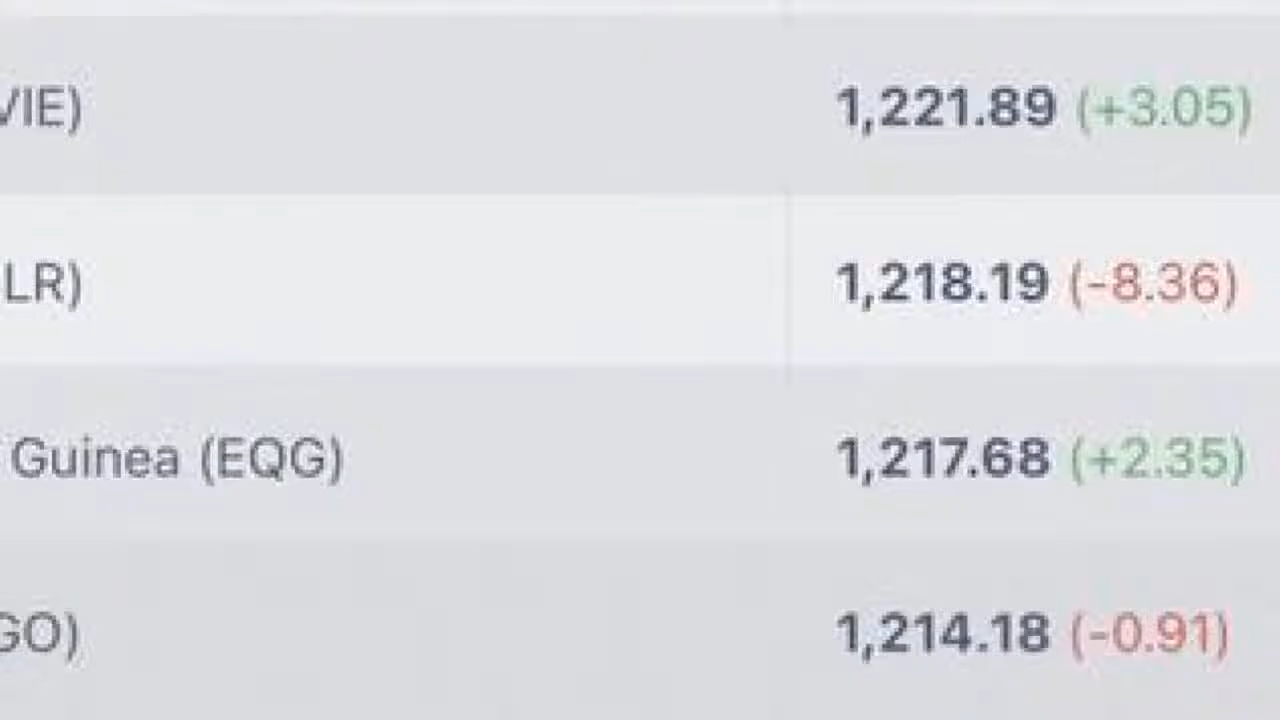 VIE) 1,221.89 (+3.05)
LR) 1,218.19 (-8.36)
Guinea (EQG) 1,217.68 (+2.35)
GO) 1,214.18 (-0.91)